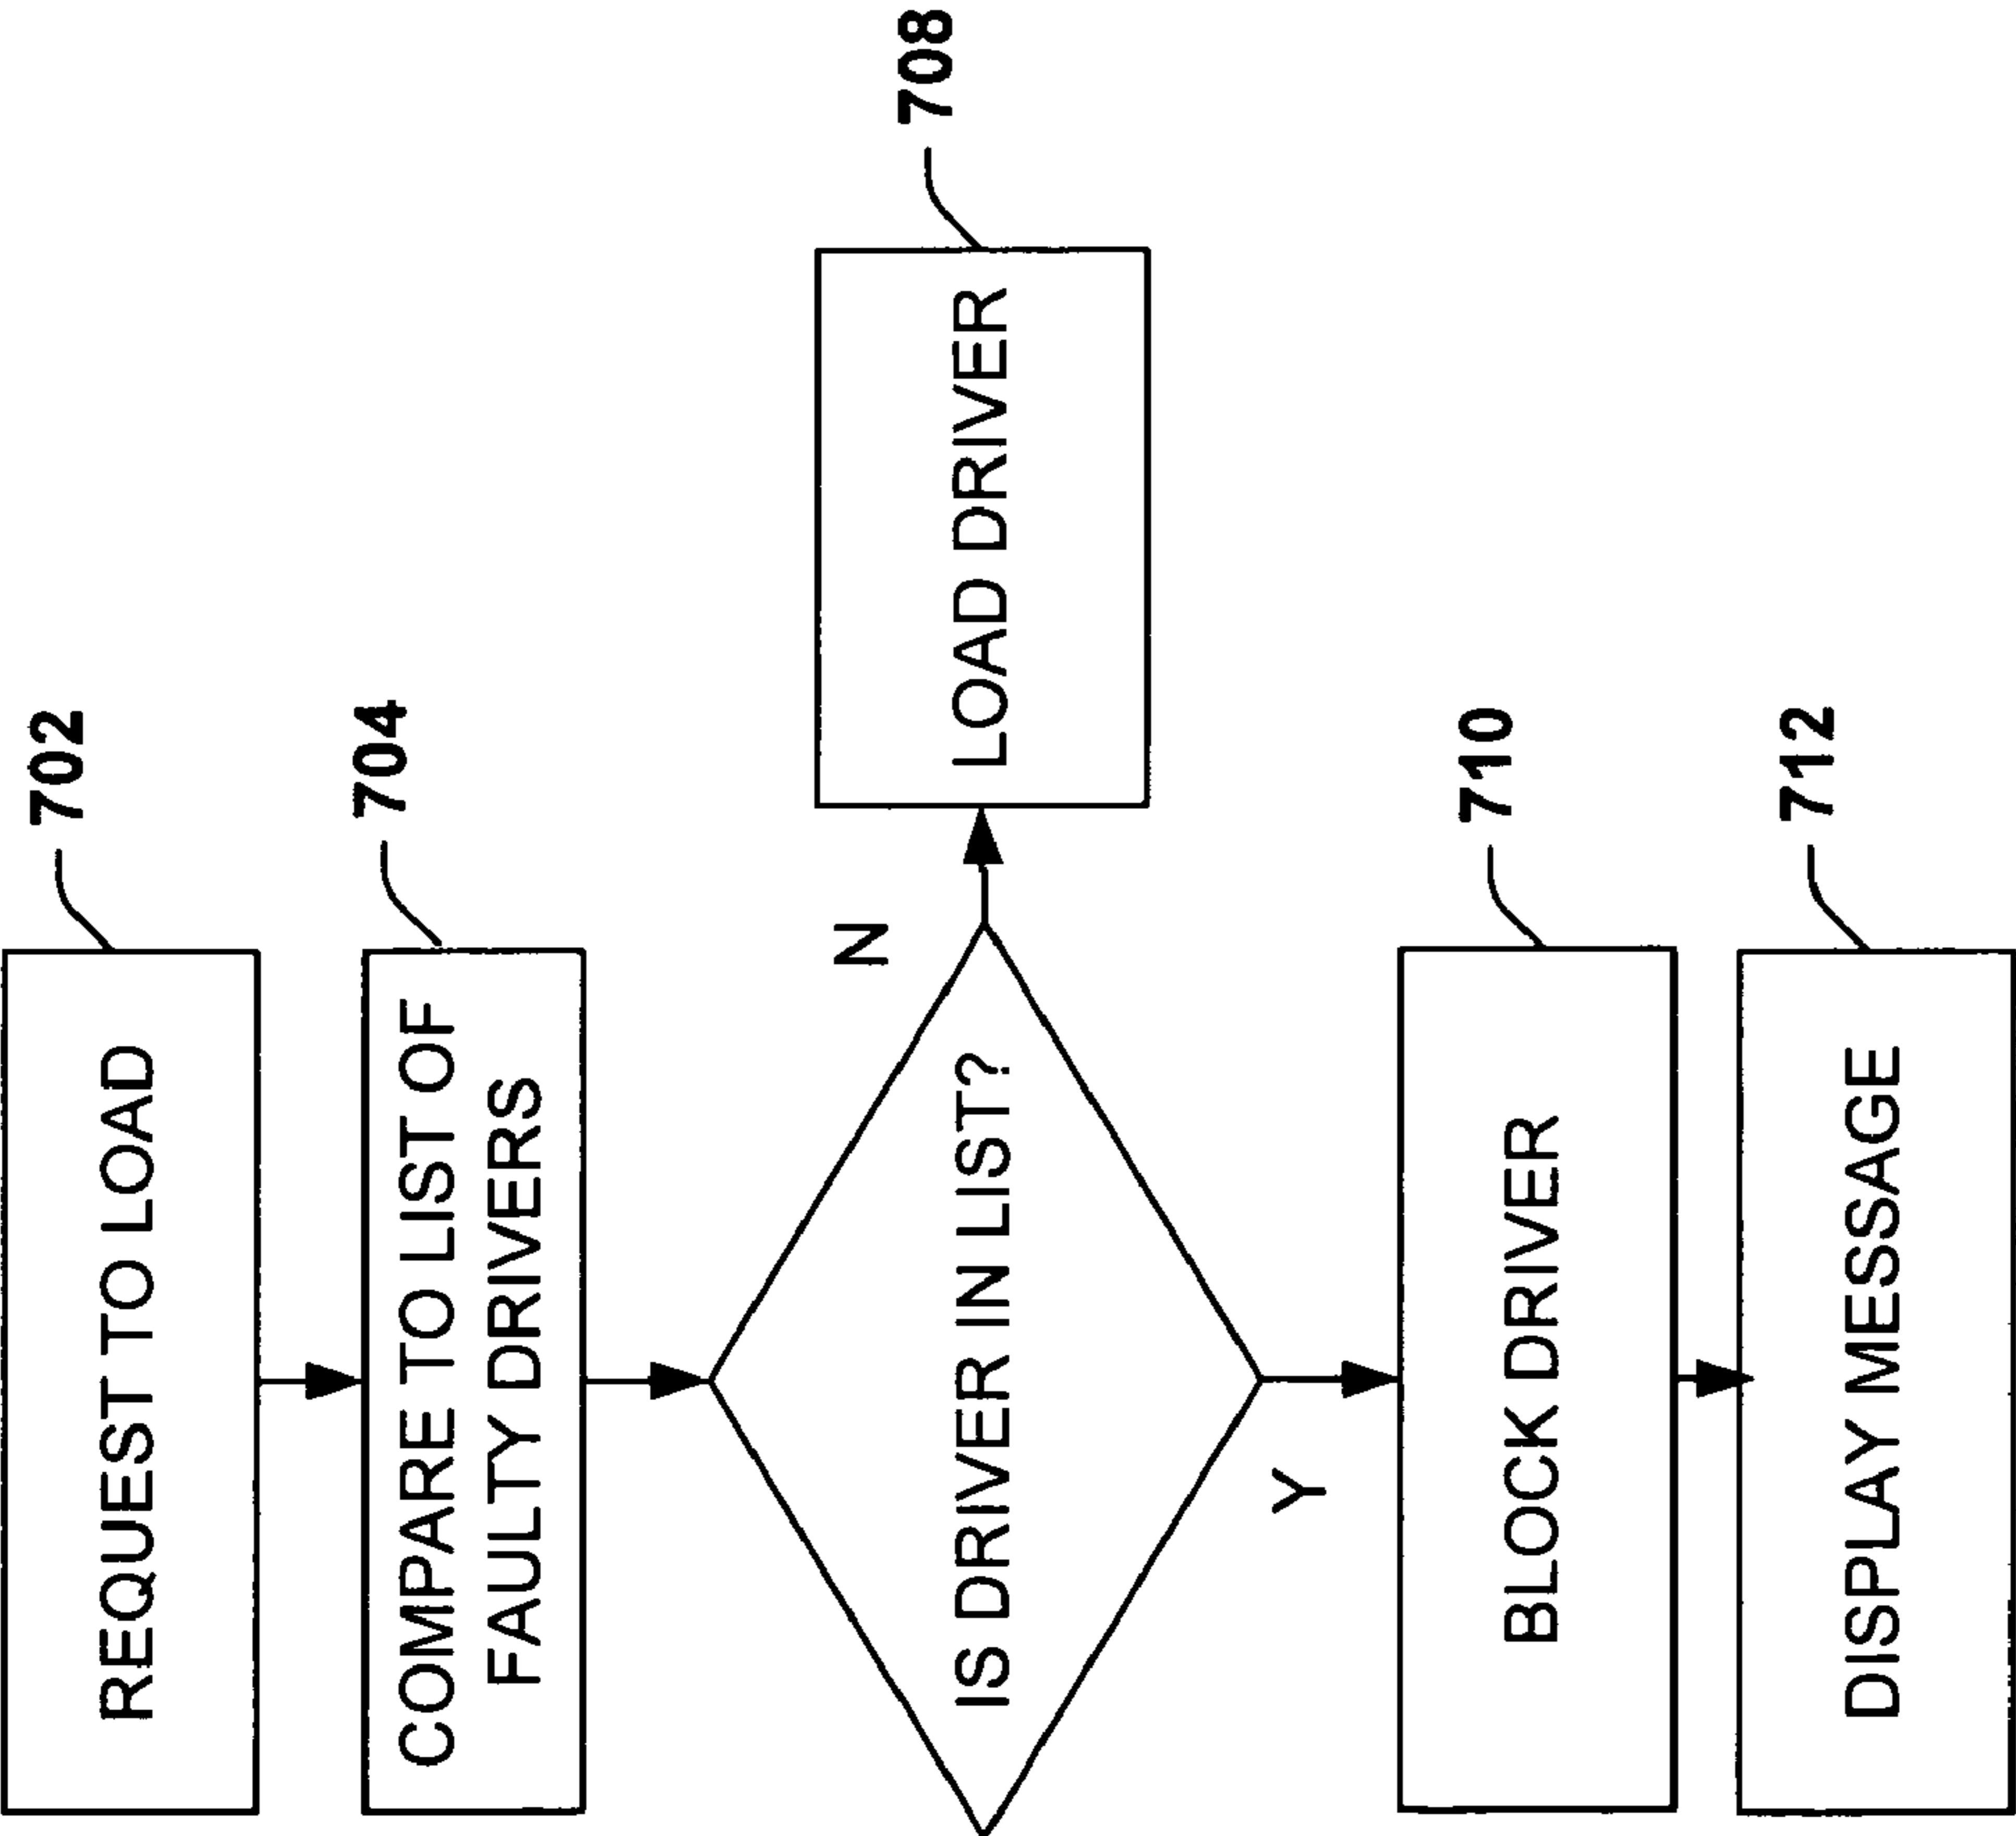 REQUEST TO LOAD
702
COMPARE TO LIST OF
FAULTY DRIVERS
704
IS DRIVER IN LIST?
N
LOAD DRIVER
708
Y
BLOCK DRIVER
710
DISPLAY MESSAGE
712